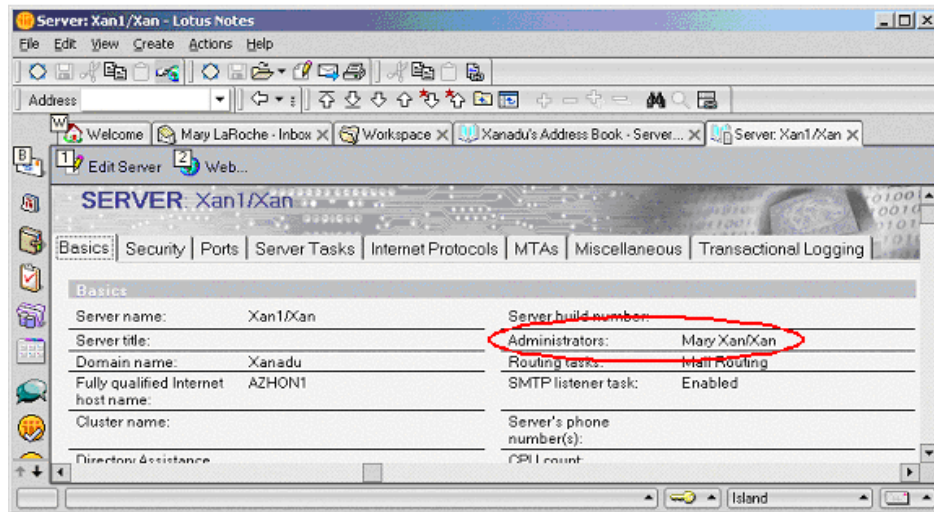 Server: Xan1/Xan - Lotus Notes
File Edit View Create Actions Help
Address
W
Welcome Mary LaRoche - Inbox Workspace Xanadu's Address Book - Server... Server: Xan1/Xan
B 1 Edit Server 2 Web...
SERVER: Xan1/Xan
Basics Security Ports Server Tasks Internet Protocols MTAs Miscellaneous Transactional Logging
Basics
Server name: Xan1/Xan Server build number:
Server title: Administrators: Mary Xan/Xan
Domain name: Xanadu Routing tasks: Mail Routing
Fully qualified Internet host name: AZHON1 SMTP listener task: Enabled
Cluster name: Server's phone number(s):
Directory Assistance CPU count:
Island